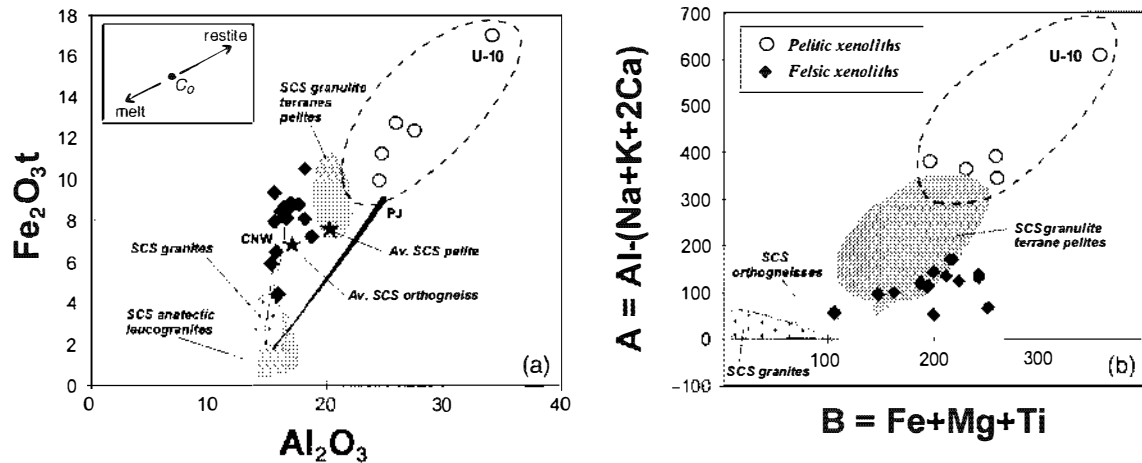 18
16
14
12
10
8
6
4
2
0
Fe₂O₃t
restite
C₀
melt
SCS granulite
terranes
pelites
U-10
PJ
CNW
Av. SCS pelite
SCS granites
Av. SCS orthogneiss
SCS anatectic
leucogranites
(a)
0
10
20
30
40
Al₂O₃
700
600
500
400
300
200
100
0
−100
A = Al-(Na+K+2Ca)
Pelitic xenoliths
Felsic xenoliths
U-10
SCS granulite
terrane pelites
SCS
orthogneisses
SCS granites
100
200
300
(b)
B = Fe+Mg+Ti